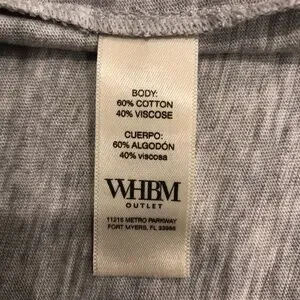 BODY:
60% COTTON
40% VISCOSE
CUERPO:
60% ALGODÓN
40% viscosa
WHBM
OUTLET
11215 METRO PARKWAY
FORT MYERS, FL 33966